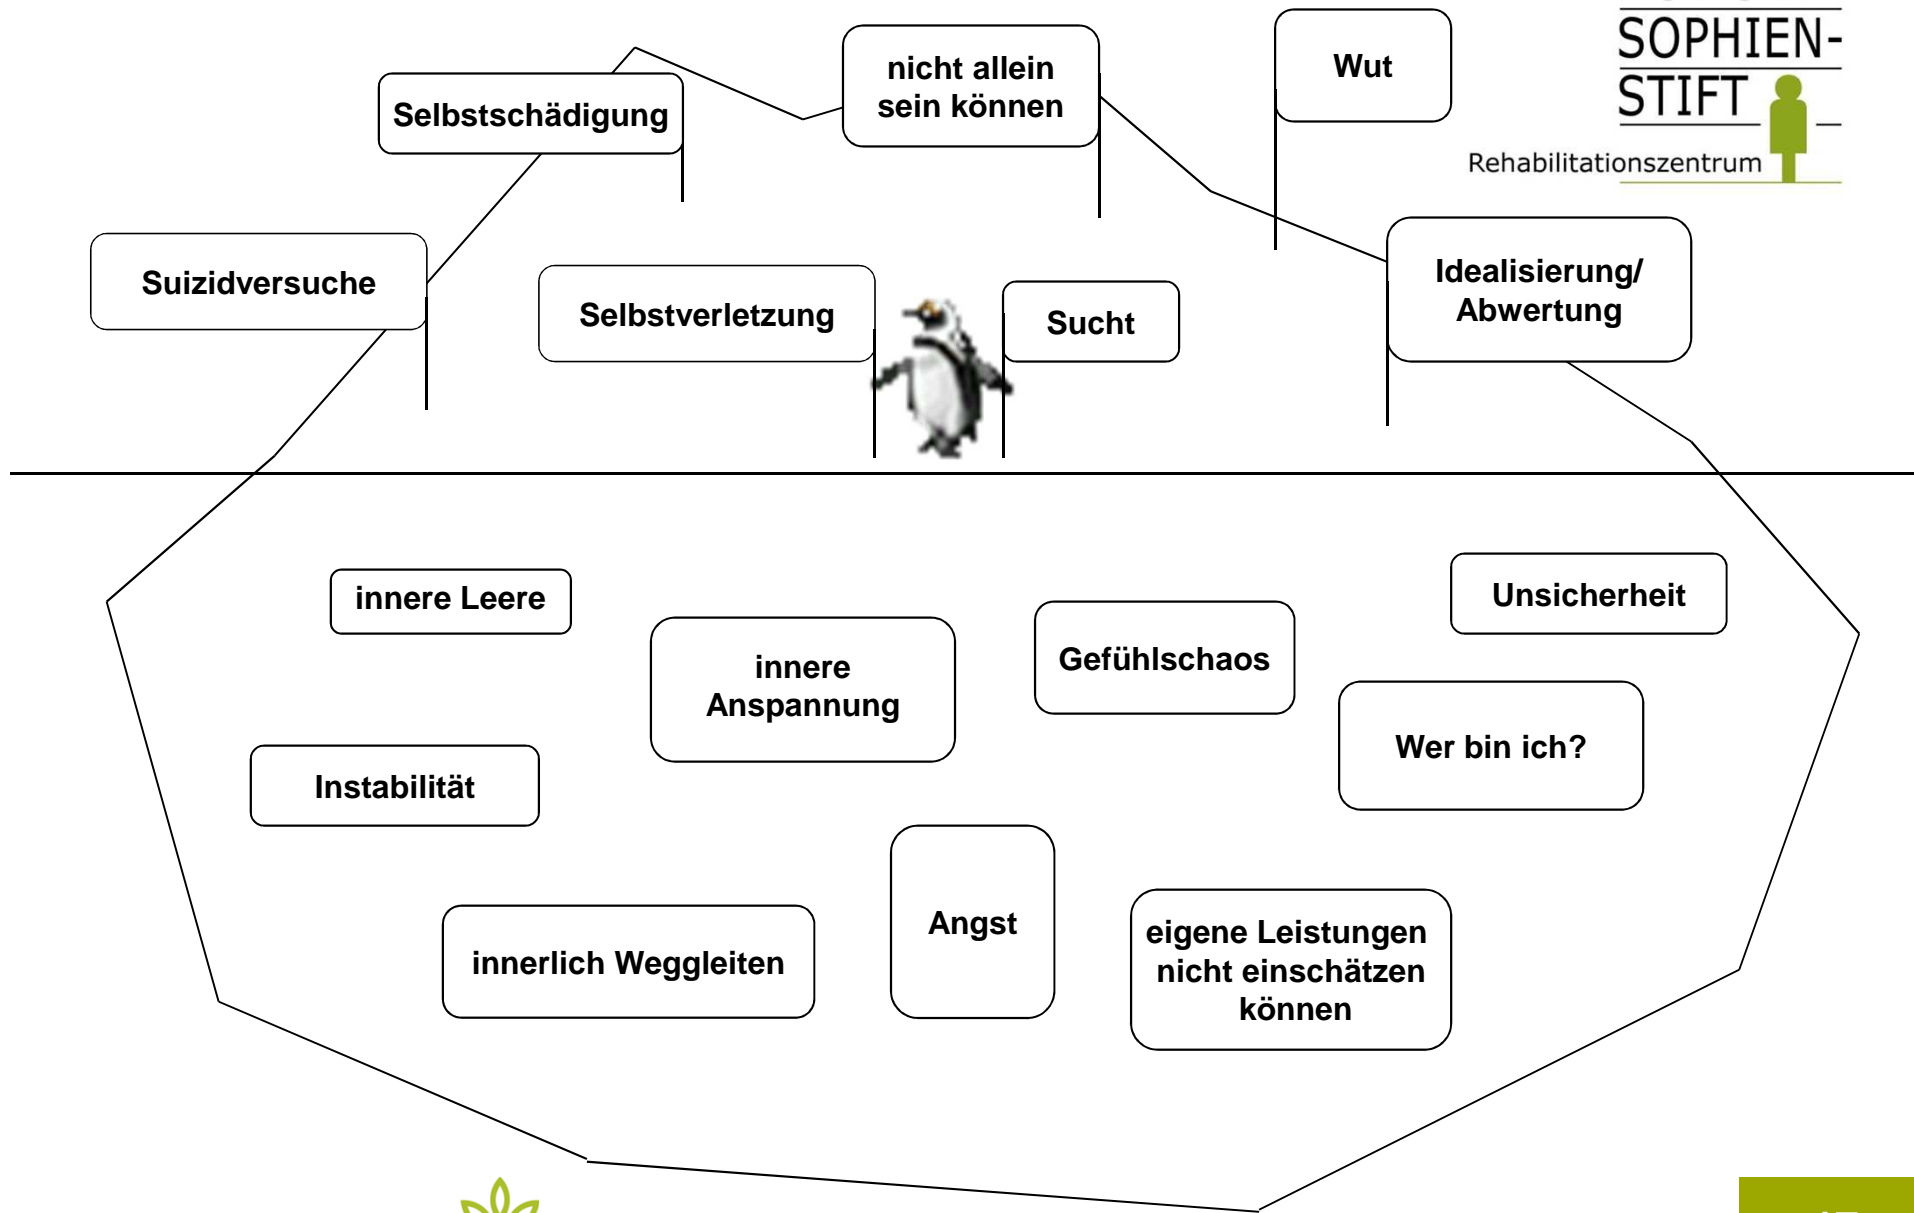 SOPHIEN-
STIFT
Rehabilitationszentrum
Selbstschädigung
nicht allein
sein können
Wut
Suizidversuche
Selbstverletzung
Sucht
Idealisierung/
Abwertung
innere Leere
innere
Anspannung
Gefühlschaos
Unsicherheit
Wer bin ich?
Instabilität
innerlich Weggleiten
Angst
eigene Leistungen
nicht einschätzen
können